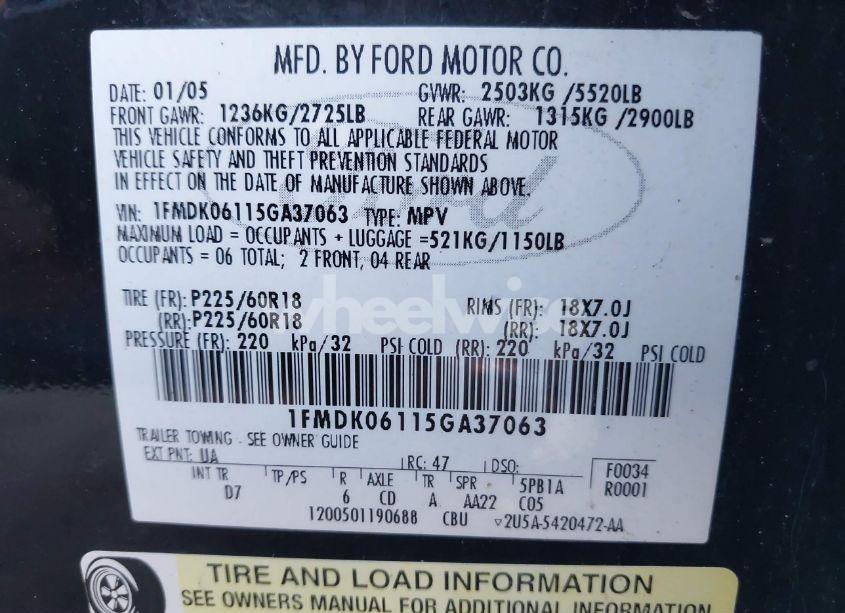 MFD. BY FORD MOTOR CO.
DATE: 01/05 GVWR: 2503KG /5520LB
FRONT GAWR: 1236KG/2725LB REAR GAWR: 1315KG /2900LB
THIS VEHICLE CONFORMS TO ALL APPLICABLE FEDERAL MOTOR
VEHICLE SAFETY AND THEFT PREVENTION STANDARDS
IN EFFECT ON THE DATE OF MANUFACTURE SHOWN ABOVE.
Ford
VIN: 1FMDK06115GA37063 TYPE: MPV
MAXIMUM LOAD = OCCUPANTS + LUGGAGE =521KG/1150LB
OCCUPANTS = 06 TOTAL; 2 FRONT, 04 REAR
TIRE (FR): P225/60R18 RIMS (FR): 18X7.0J
wheelwise
(RR): P225/60R18 (RR): 18X7.0J
PRESSURE (FR): 220 kPa/32 PSI COLD (RR): 220 kPa/32 PSI COLD
1FMDK06115GA37063
TRAILER TOWING - SEE OWNER GUIDE
EXT PNT: UA RC: 47 DSO: F0034
INT TR TP/PS R AXLE TR SPR 5PB1A R0001
D7 6 CD A AA22 C05
1200501190688 CBU ▽2U5A-5420472-AA
TIRE AND LOAD INFORMATION
SEE OWNERS MANUAL FOR ADDITIONAL INFORMATION